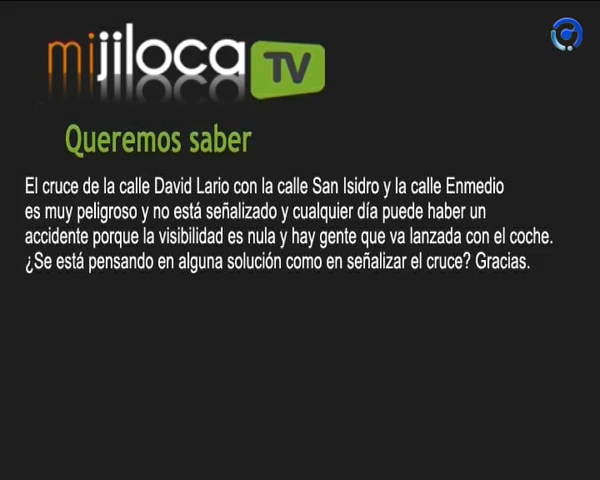 mijiloca TV
Queremos saber
El cruce de la calle David Lario con la calle San Isidro y la calle Enmedio
es muy peligroso y no está señalizado y cualquier día puede haber un
accidente porque la visibilidad es nula y hay gente que va lanzada con el coche.
¿Se está pensando en alguna solución como en señalizar el cruce? Gracias.